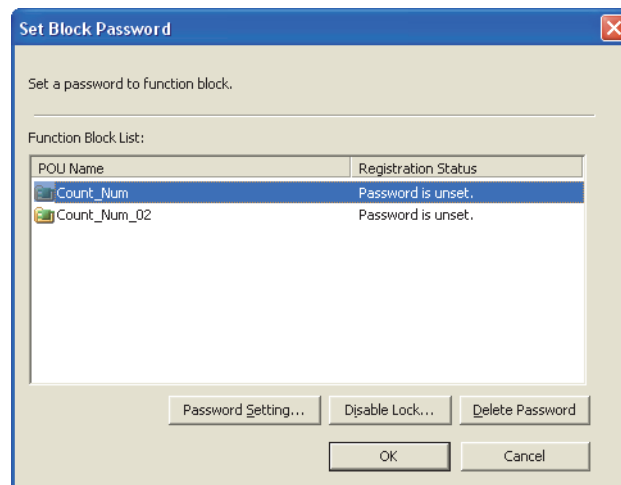 Set Block Password
Set a password to function block.
Function Block List:
POU Name Registration Status
Count_Num Password is unset.
Count_Num_02 Password is unset.
Password Setting... Disable Lock... Delete Password
OK Cancel